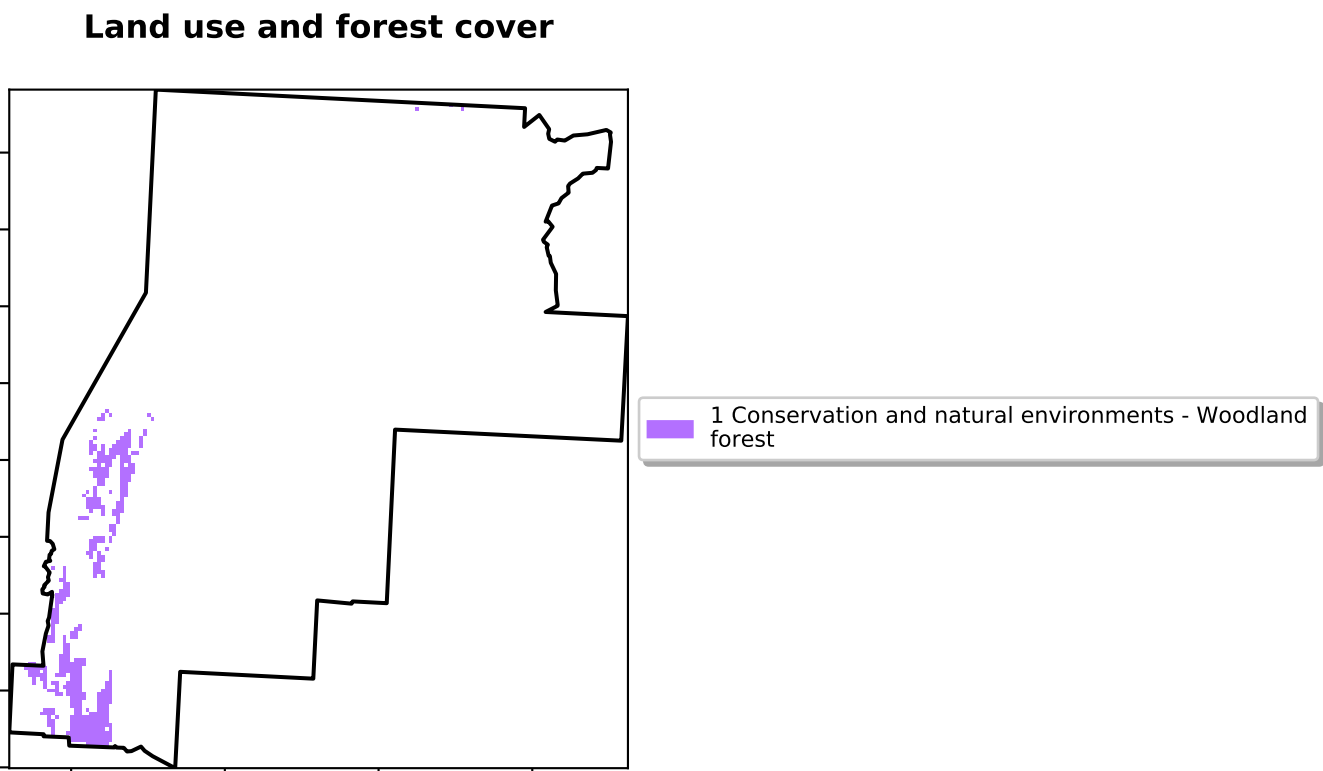 Land use and forest cover
1 Conservation and natural environments - Woodland
forest